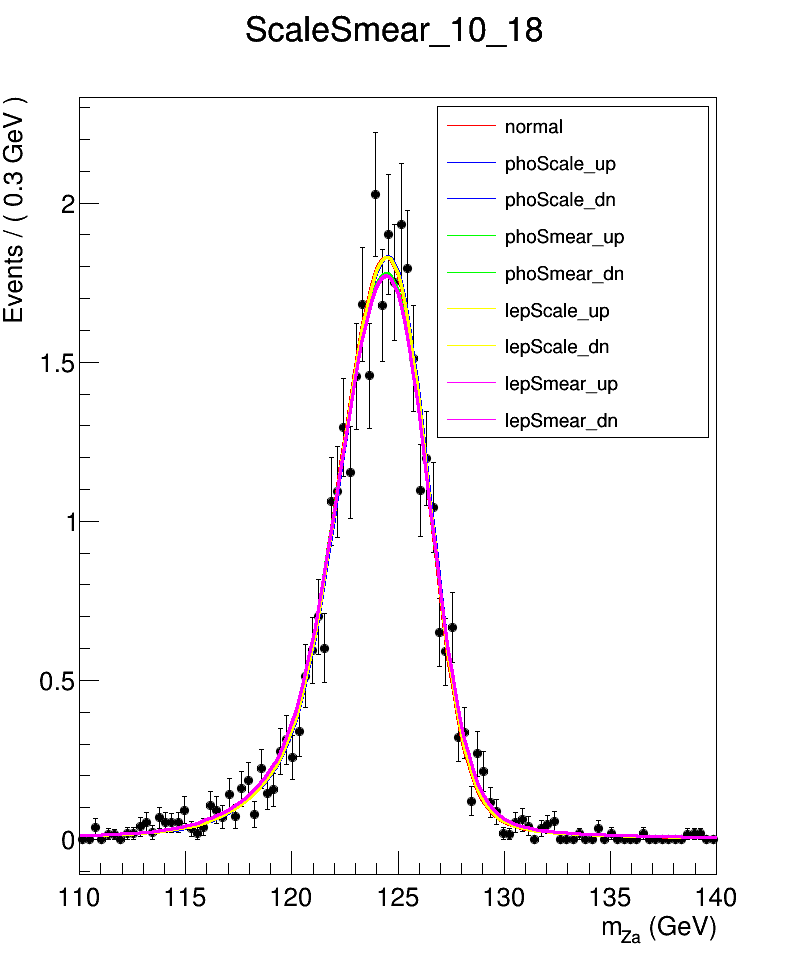 ScaleSmear_10_18
Events / ( 0.3 GeV )
2
1.5
1
0.5
0
normal
phoScale_up
phoScale_dn
phoSmear_up
phoSmear_dn
lepScale_up
lepScale_dn
lepSmear_up
lepSmear_dn
110 115 120 125 130 135 140
m_Za (GeV)